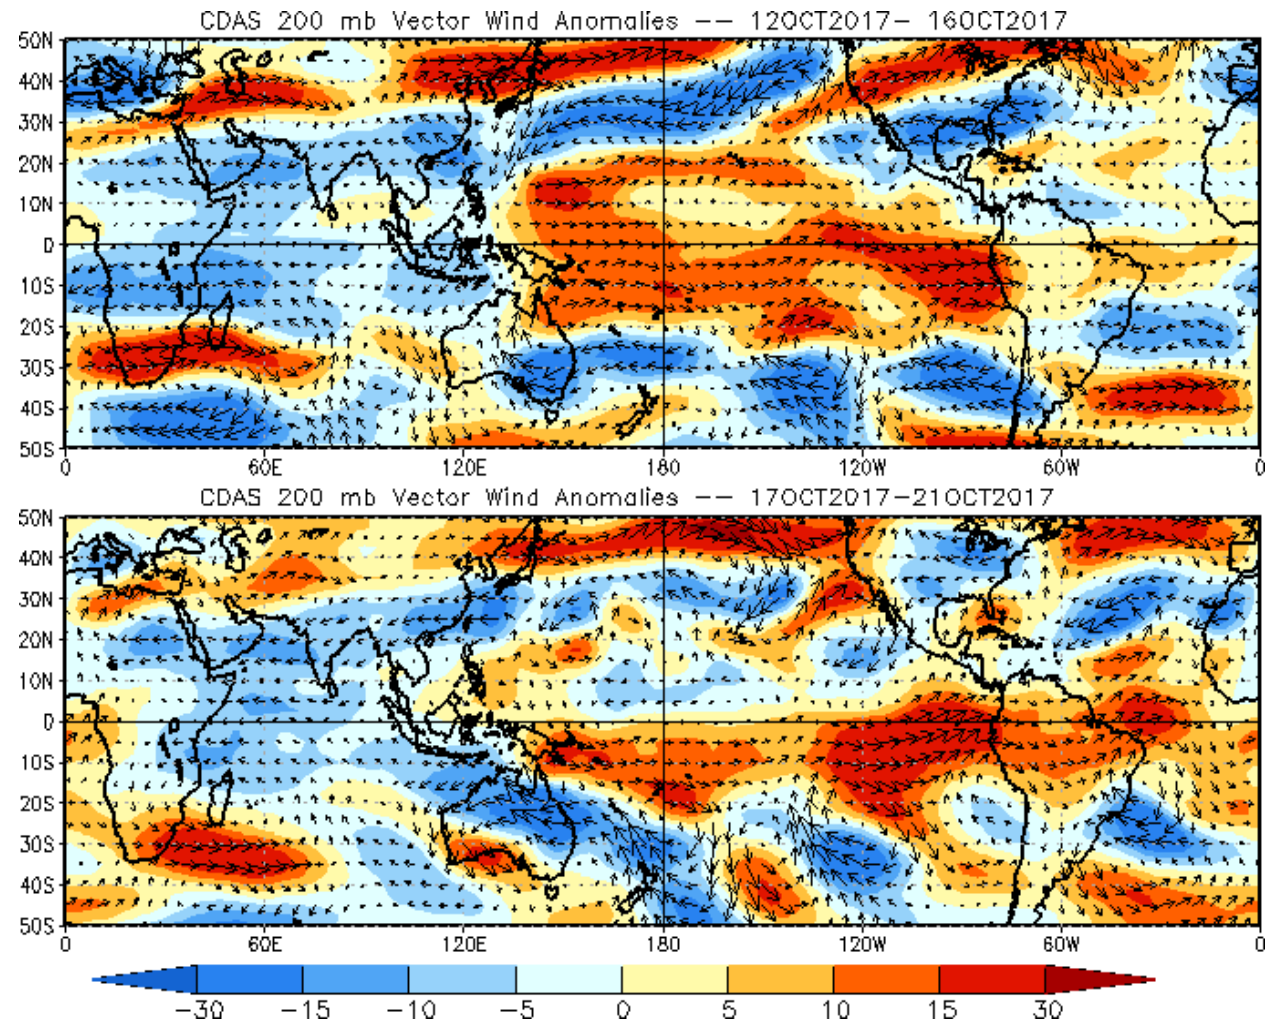 CDAS 200 mb Vector Wind Anomalies -- 12OCT2017- 16OCT2017
50N
40N
30N
20N
10N
0
10S
20S
30S
40S
50S
0 60E 120E 180 120W 60W 0
CDAS 200 mb Vector Wind Anomalies -- 17OCT2017-21OCT2017
50N
40N
30N
20N
10N
0
10S
20S
30S
40S
50S
0 60E 120E 180 120W 60W 0
-30 -15 -10 -5 0 5 10 15 30